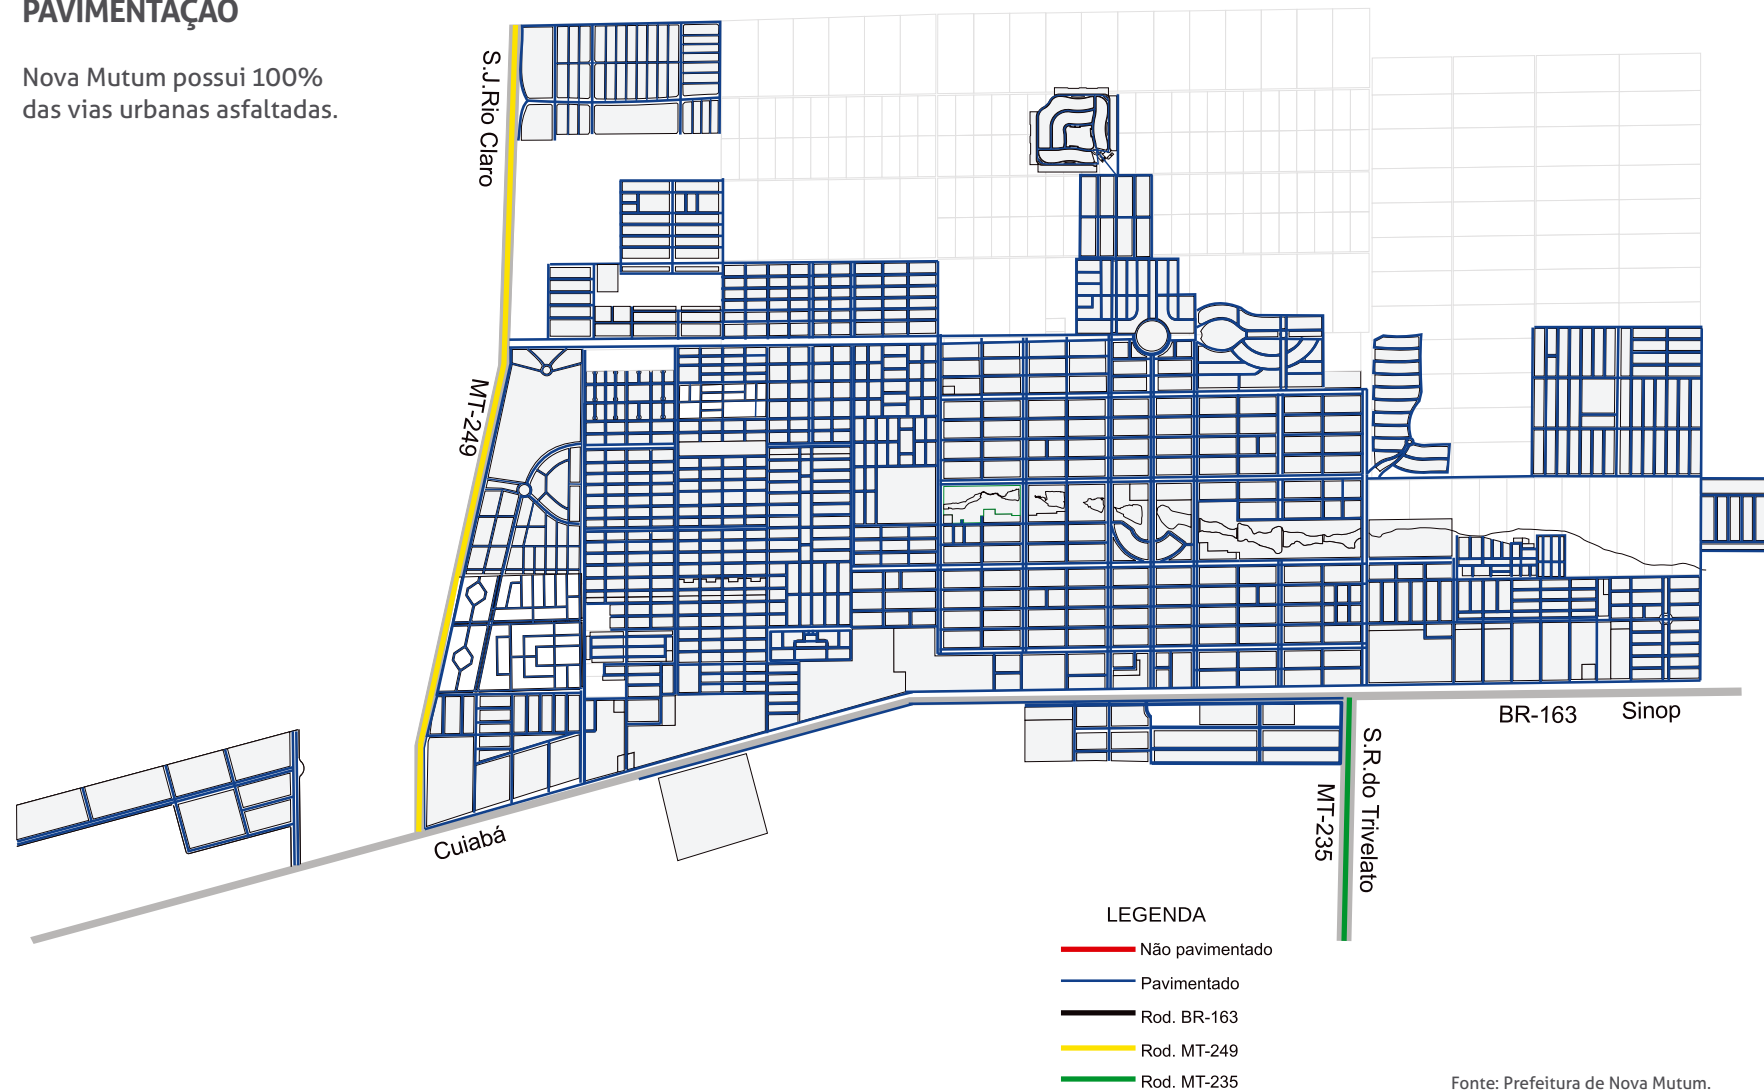 PAVIMENTAÇÃO
Nova Mutum possui 100%
das vias urbanas asfaltadas.
S.J.Rio Claro
MT-249
Cuiabá
BR-163
Sinop
S.R.do Trivelato
MT-235
LEGENDA
Não pavimentado
Pavimentado
Rod. BR-163
Rod. MT-249
Rod. MT-235
Fonte: Prefeitura de Nova Mutum.